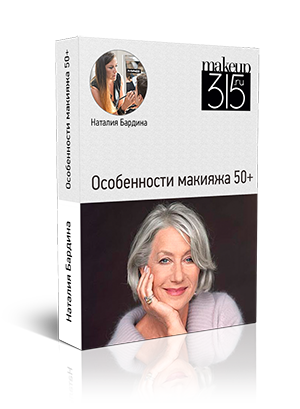 makeup
315.ru
Наталия Бардина
Особенности макияжа 50+
Особенности макияжа 50+
Наталия Бардина